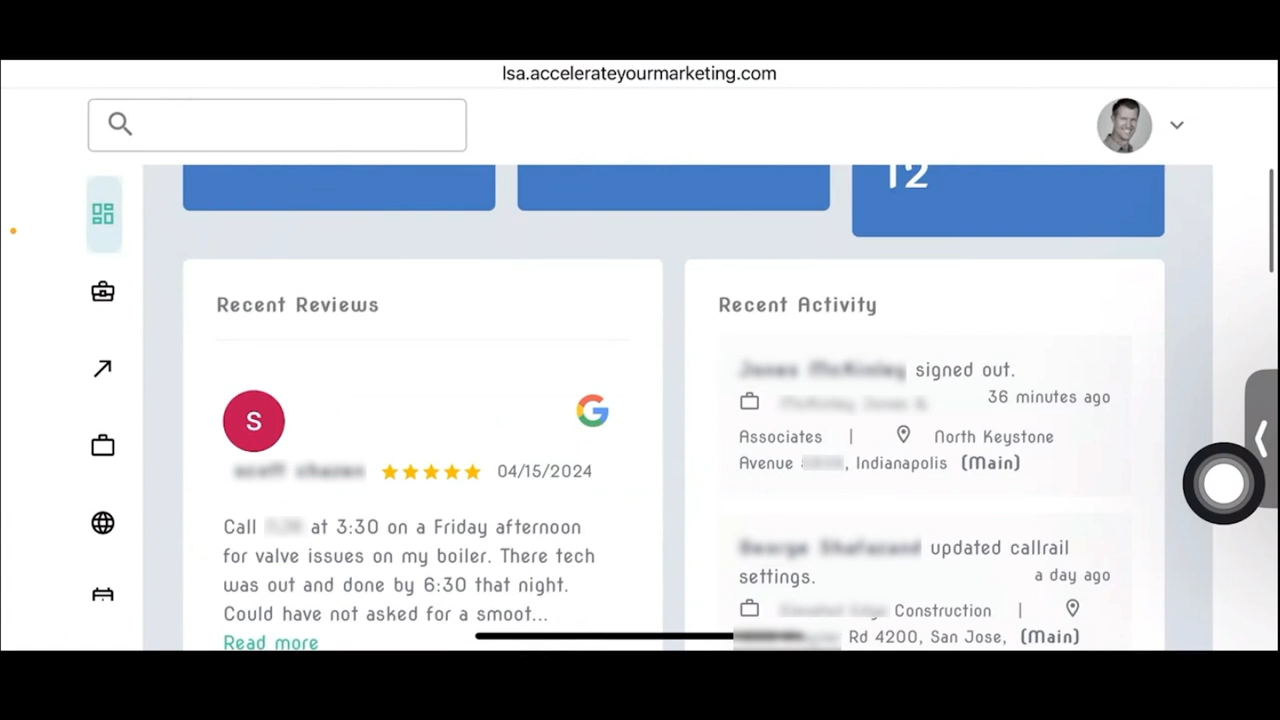 lsa.accelerateyourmarketing.com
12
Recent Reviews
S
04/15/2024
Call at 3:30 on a Friday afternoon
for valve issues on my boiler. There tech
was out and done by 6:30 that night.
Could have not asked for a smoot...
Read more
Recent Activity
signed out.
36 minutes ago
Associates | North Keystone
Avenue , Indianapolis (Main)
updated callrail
settings. a day ago
Construction |
Rd 4200, San Jose, (Main)